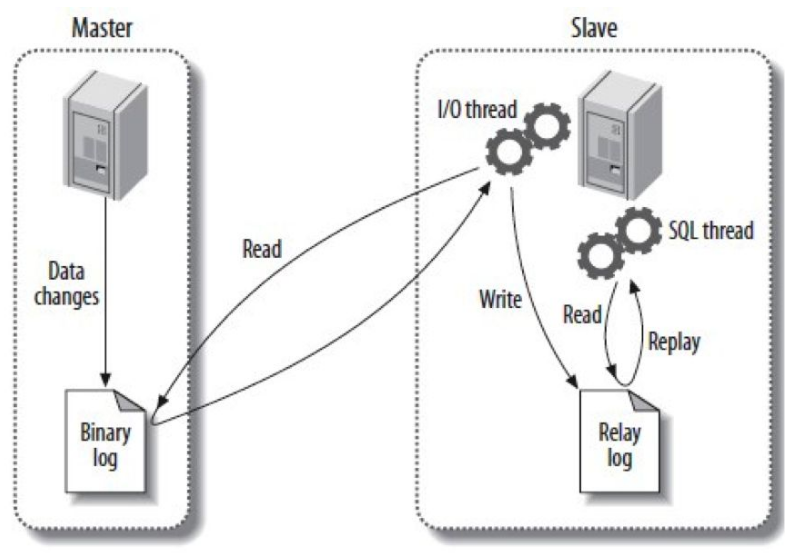 Master
Slave
I/O thread
SQL thread
Read
Data
changes
Write
Read
Replay
Binary
log
Relay
log